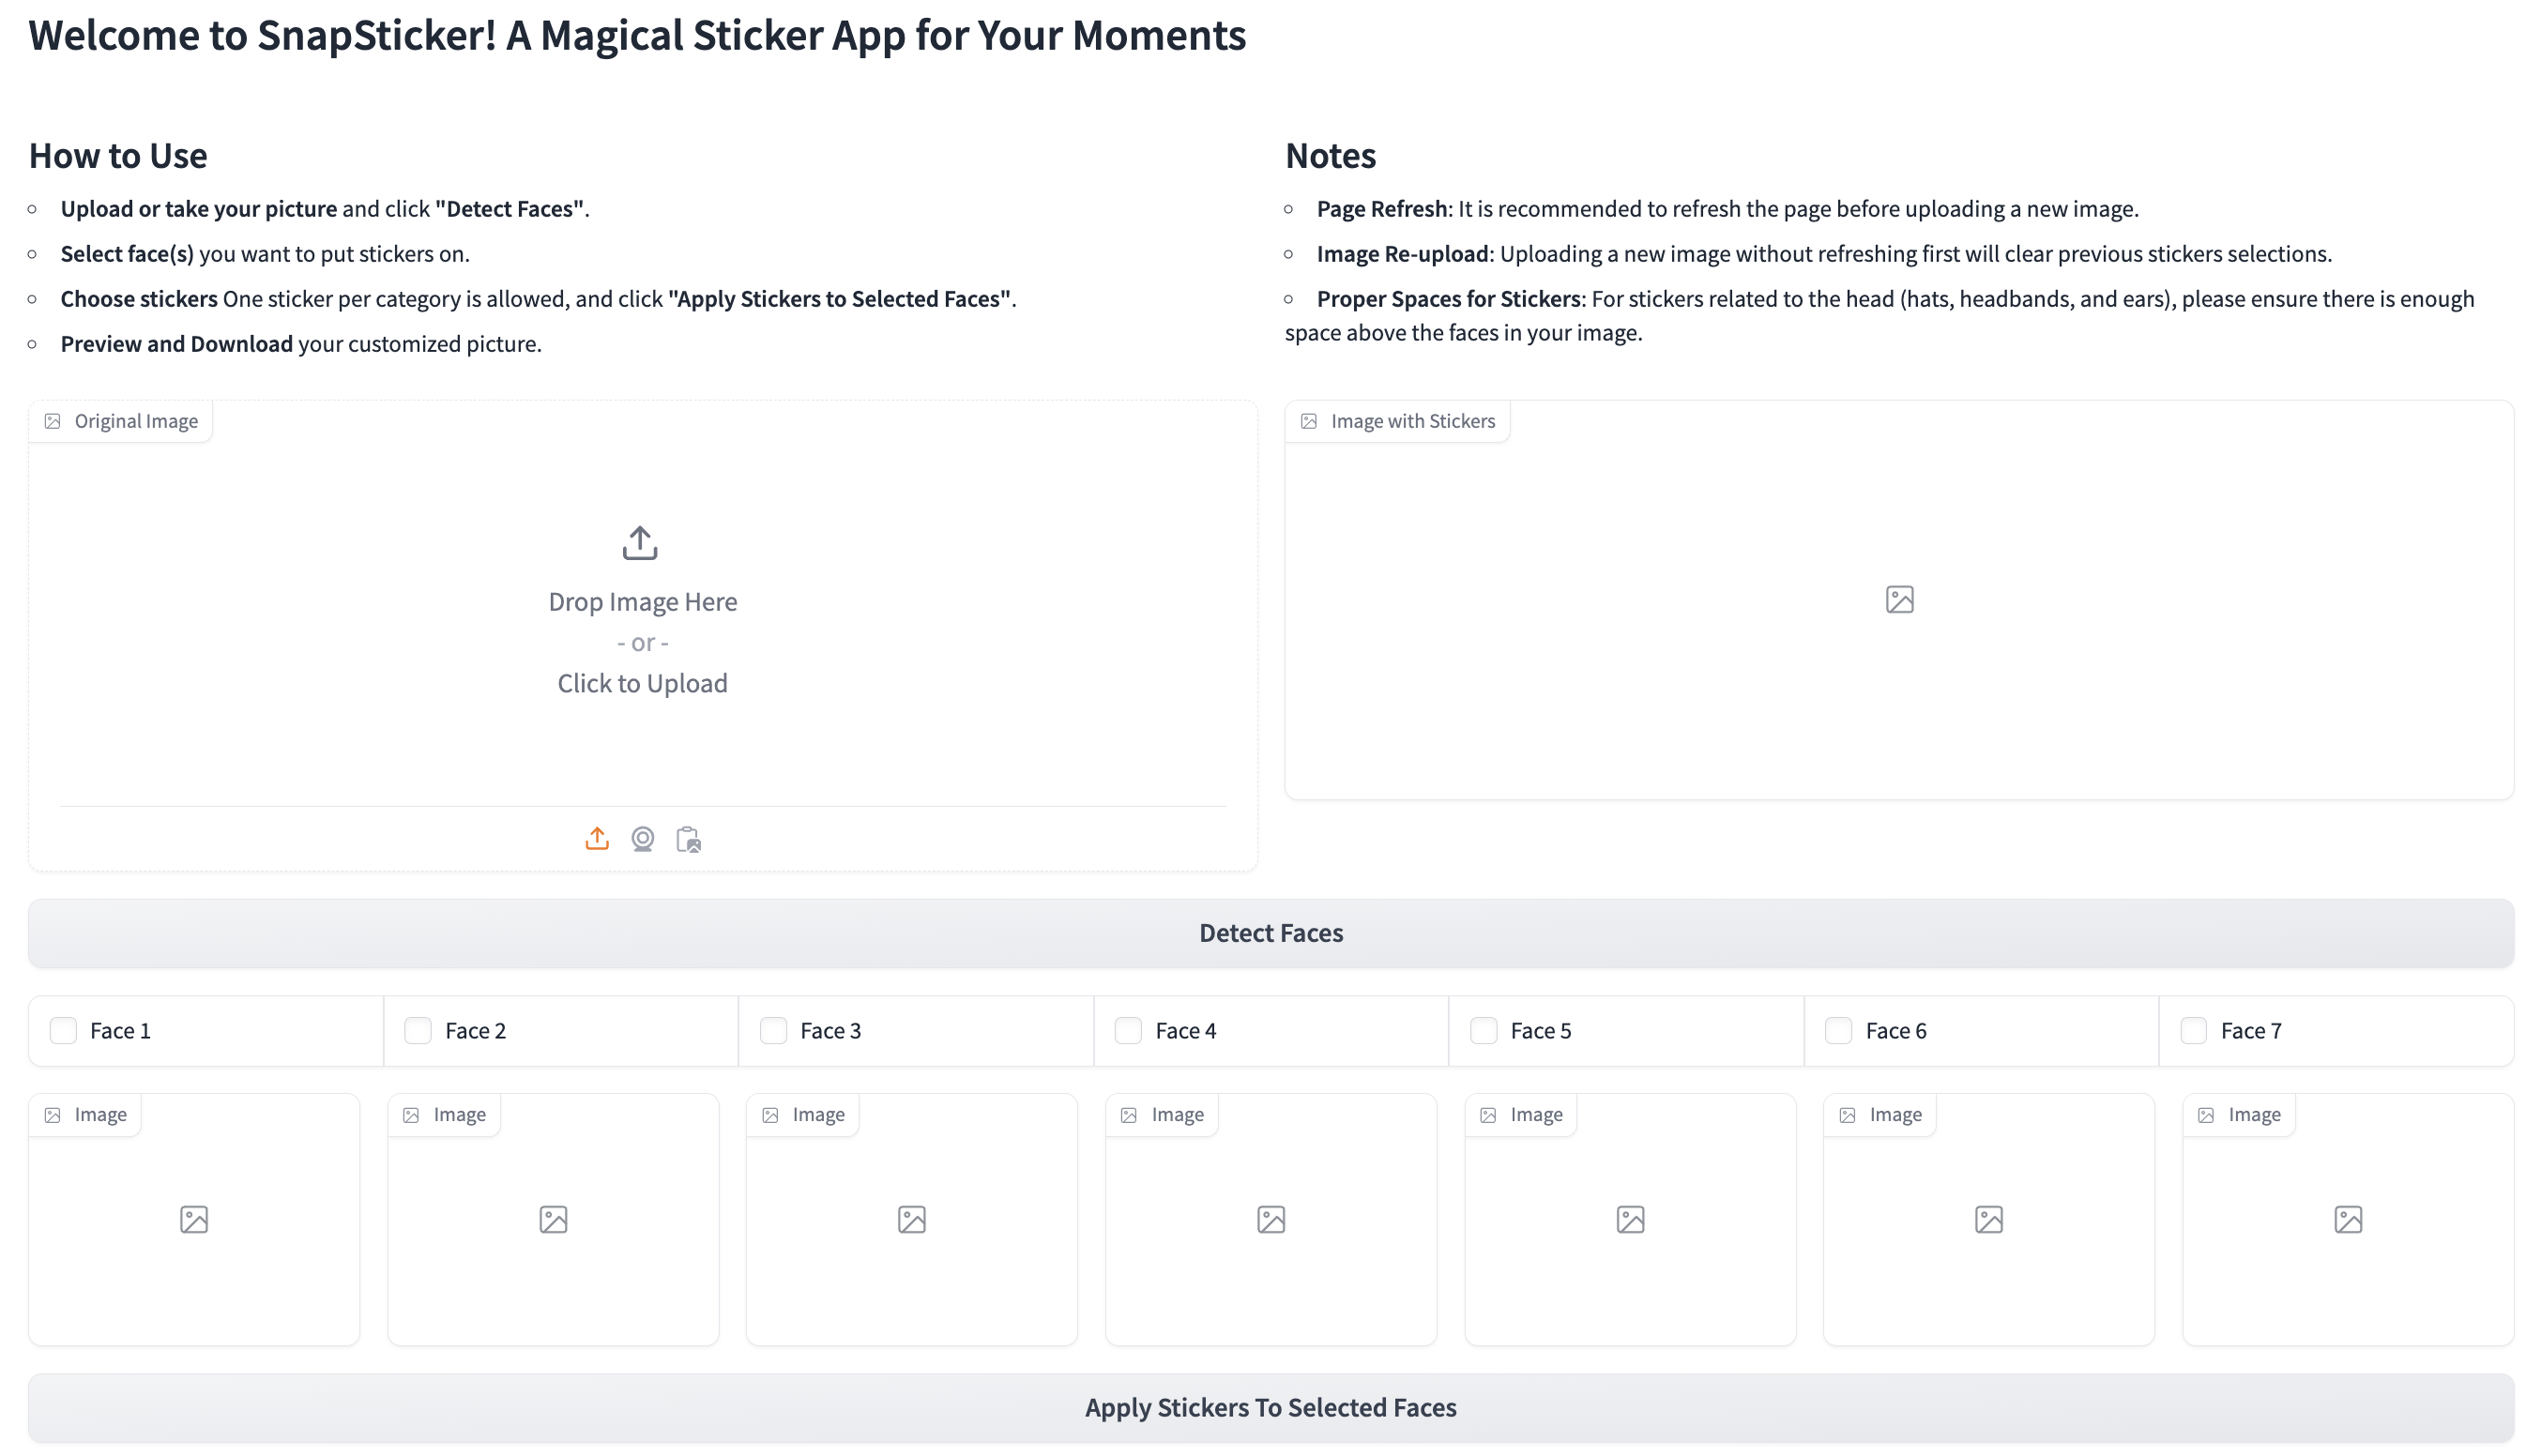 Welcome to SnapSticker! A Magical Sticker App for Your Moments
How to Use
Upload or take your picture and click "Detect Faces".
Select face(s) you want to put stickers on.
Choose stickers One sticker per category is allowed, and click "Apply Stickers to Selected Faces".
Preview and Download your customized picture.
Notes
Page Refresh: It is recommended to refresh the page before uploading a new image.
Image Re-upload: Uploading a new image without refreshing first will clear previous stickers selections.
Proper Spaces for Stickers: For stickers related to the head (hats, headbands, and ears), please ensure there is enough
space above the faces in your image.
Original Image
Drop Image Here
- or -
Click to Upload
Image with Stickers
Detect Faces
Face 1
Face 2
Face 3
Face 4
Face 5
Face 6
Face 7
Image
Image
Image
Image
Image
Image
Image
Apply Stickers To Selected Faces